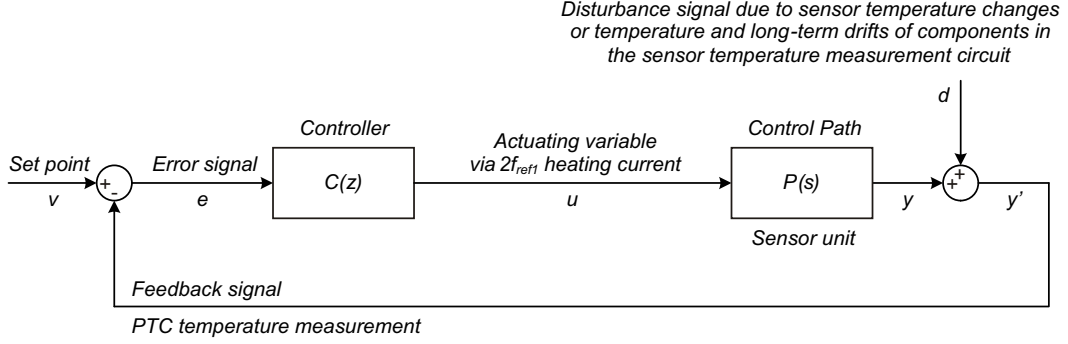 Disturbance signal due to sensor temperature changes
or temperature and long-term drifts of components in
the sensor temperature measurement circuit
d
Controller
Actuating variable
via 2f_ref1 heating current
Control Path
Set point
Error signal
+
-
C(z)
P(s)
+
+
v
e
u
y
y’
Sensor unit
Feedback signal
PTC temperature measurement